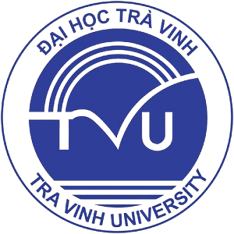 ĐẠI HỌC TRÀ VINH
TVU
TRA VINH UNIVERSITY